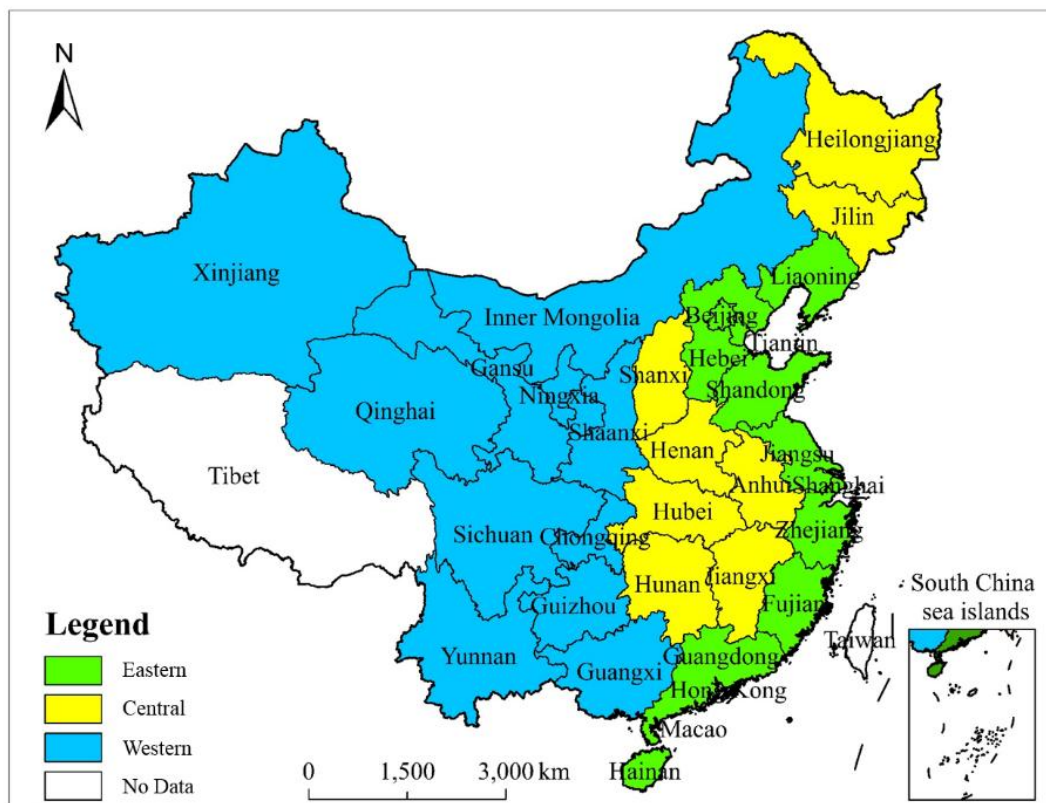 N
Heilongjiang
Jilin
Xinjiang
Liaoning
Inner Mongolia
Beijing
Tianjin
Hebei
Gansu
Shanxi
Shandong
Ningxia
Qinghai
Shaanxi
Henan
Jiangsu
Tibet
Anhui
Shanghai
Hubei
Sichuan
Chongqing
Zhejiang
Hunan
Jiangxi
South China
sea islands
Guizhou
Fujian
Legend
Taiwan
Eastern
Yunnan
Guangxi
Guangdong
Hong Kong
Central
Macao
Western
Hainan
No Data
0 1,500 3,000 km